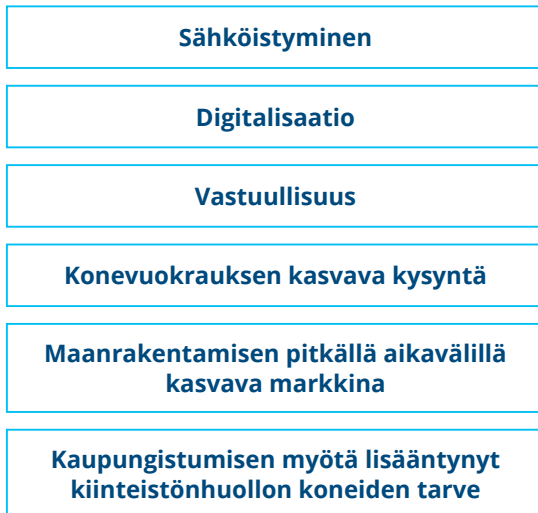 Sähköistyminen
Digitalisaatio
Vastuullisuus
Konevuokrauksen kasvava kysyntä
Maanrakentamisen pitkällä aikavälillä
kasvava markkina
Kaupungistumisen myötä lisääntynyt
kiinteistönhuollon koneiden tarve